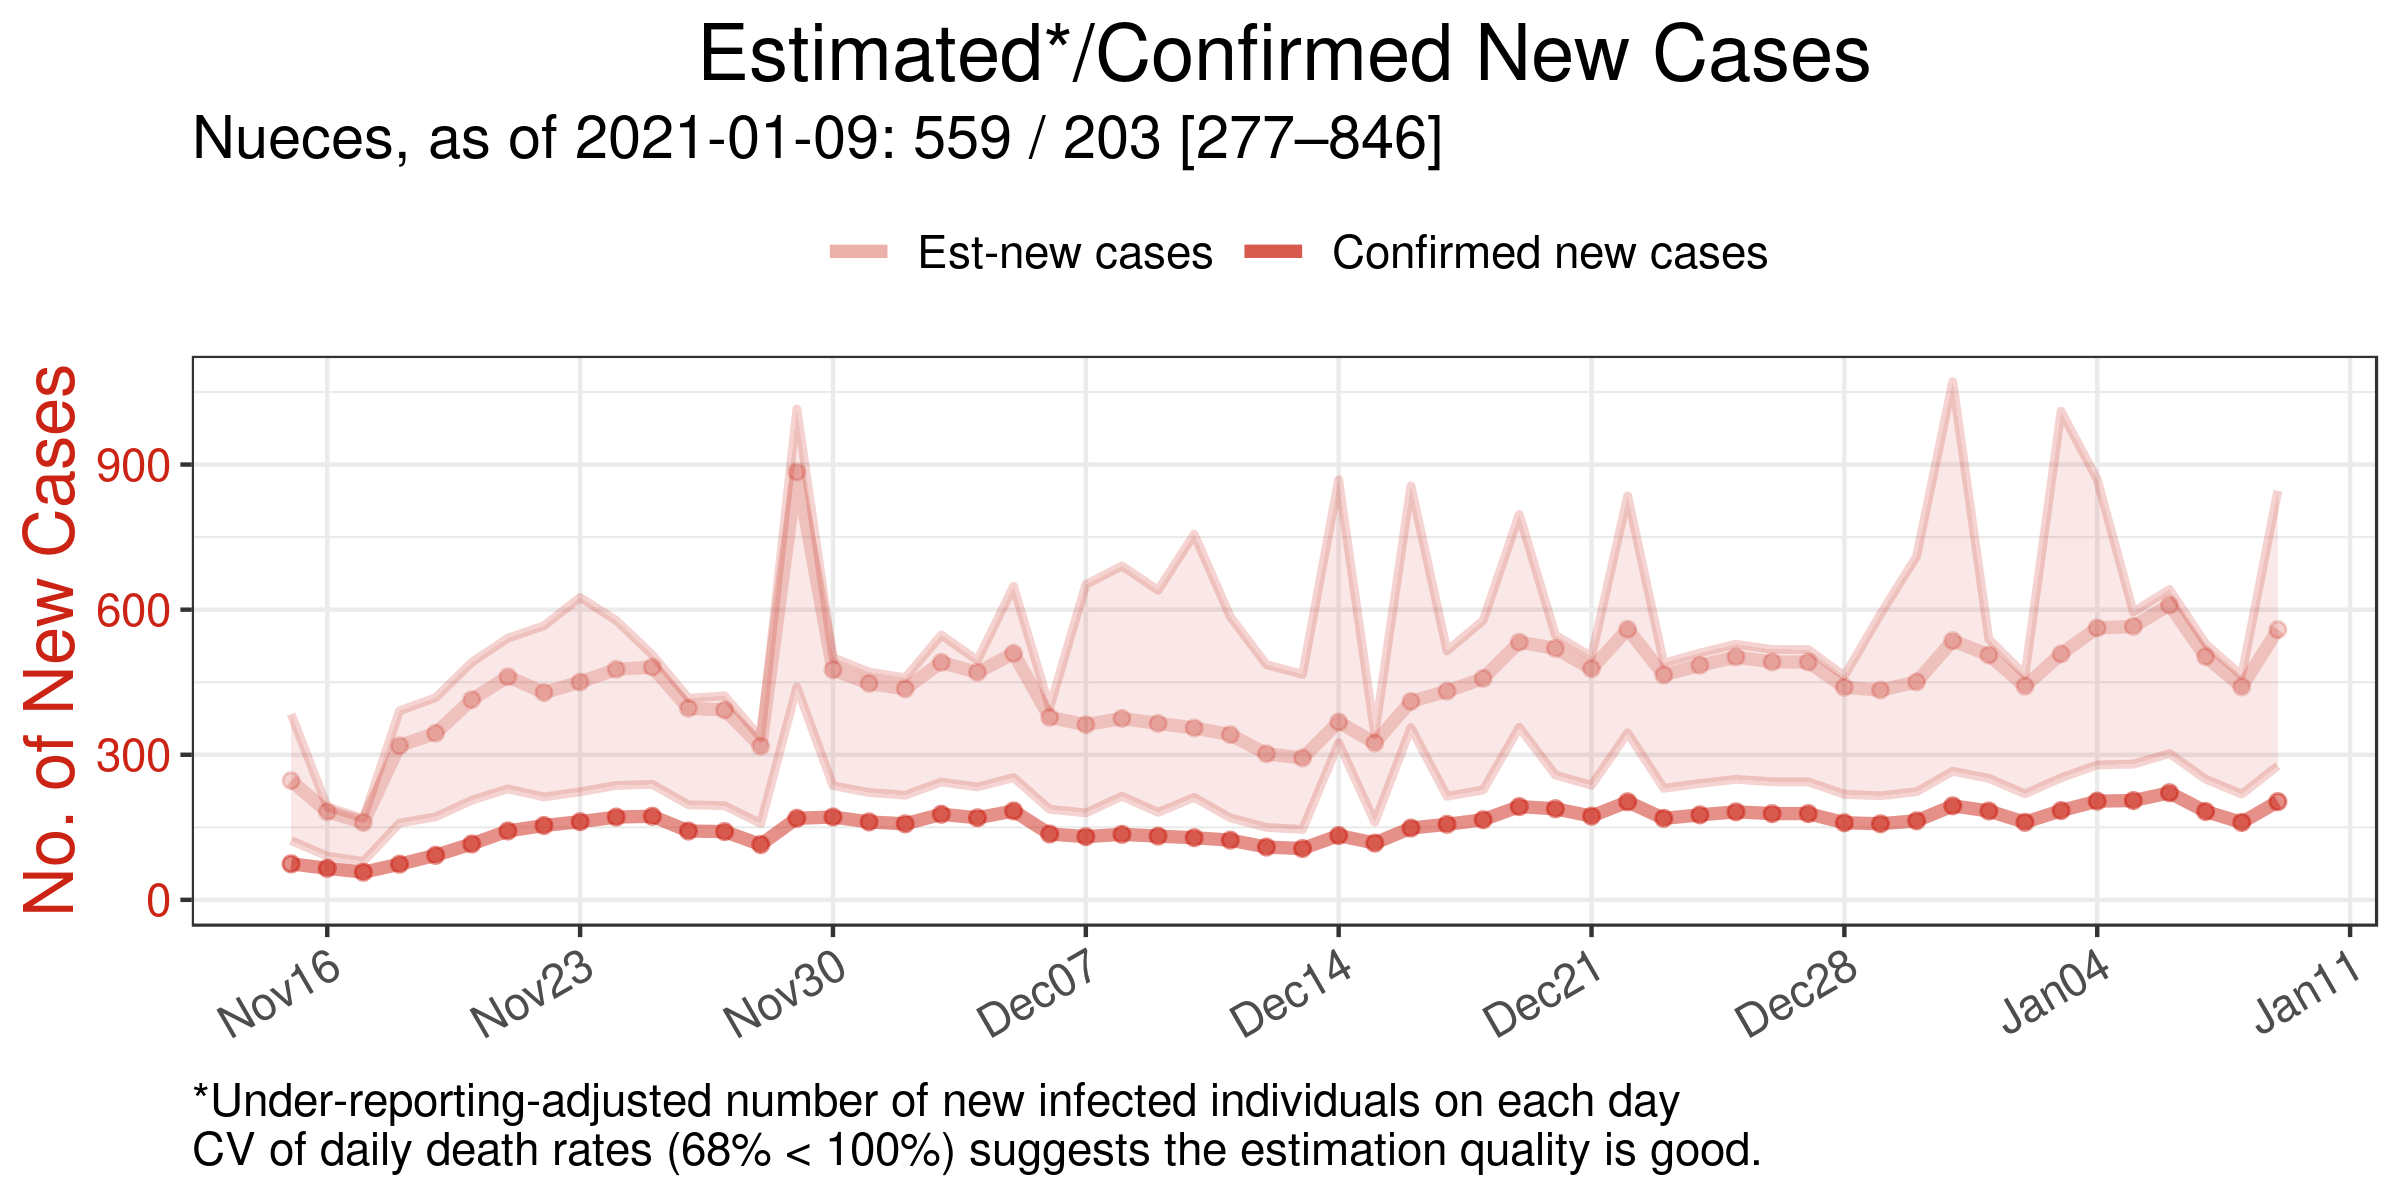 Estimated*/Confirmed New Cases
Nueces, as of 2021-01-09: 559 / 203 [277–846]
Est-new cases Confirmed new cases
No. of New Cases
900
600
300
0
Nov16 Nov23 Nov30 Dec07 Dec14 Dec21 Dec28 Jan04 Jan11
*Under-reporting-adjusted number of new infected individuals on each day
CV of daily death rates (68% < 100%) suggests the estimation quality is good.